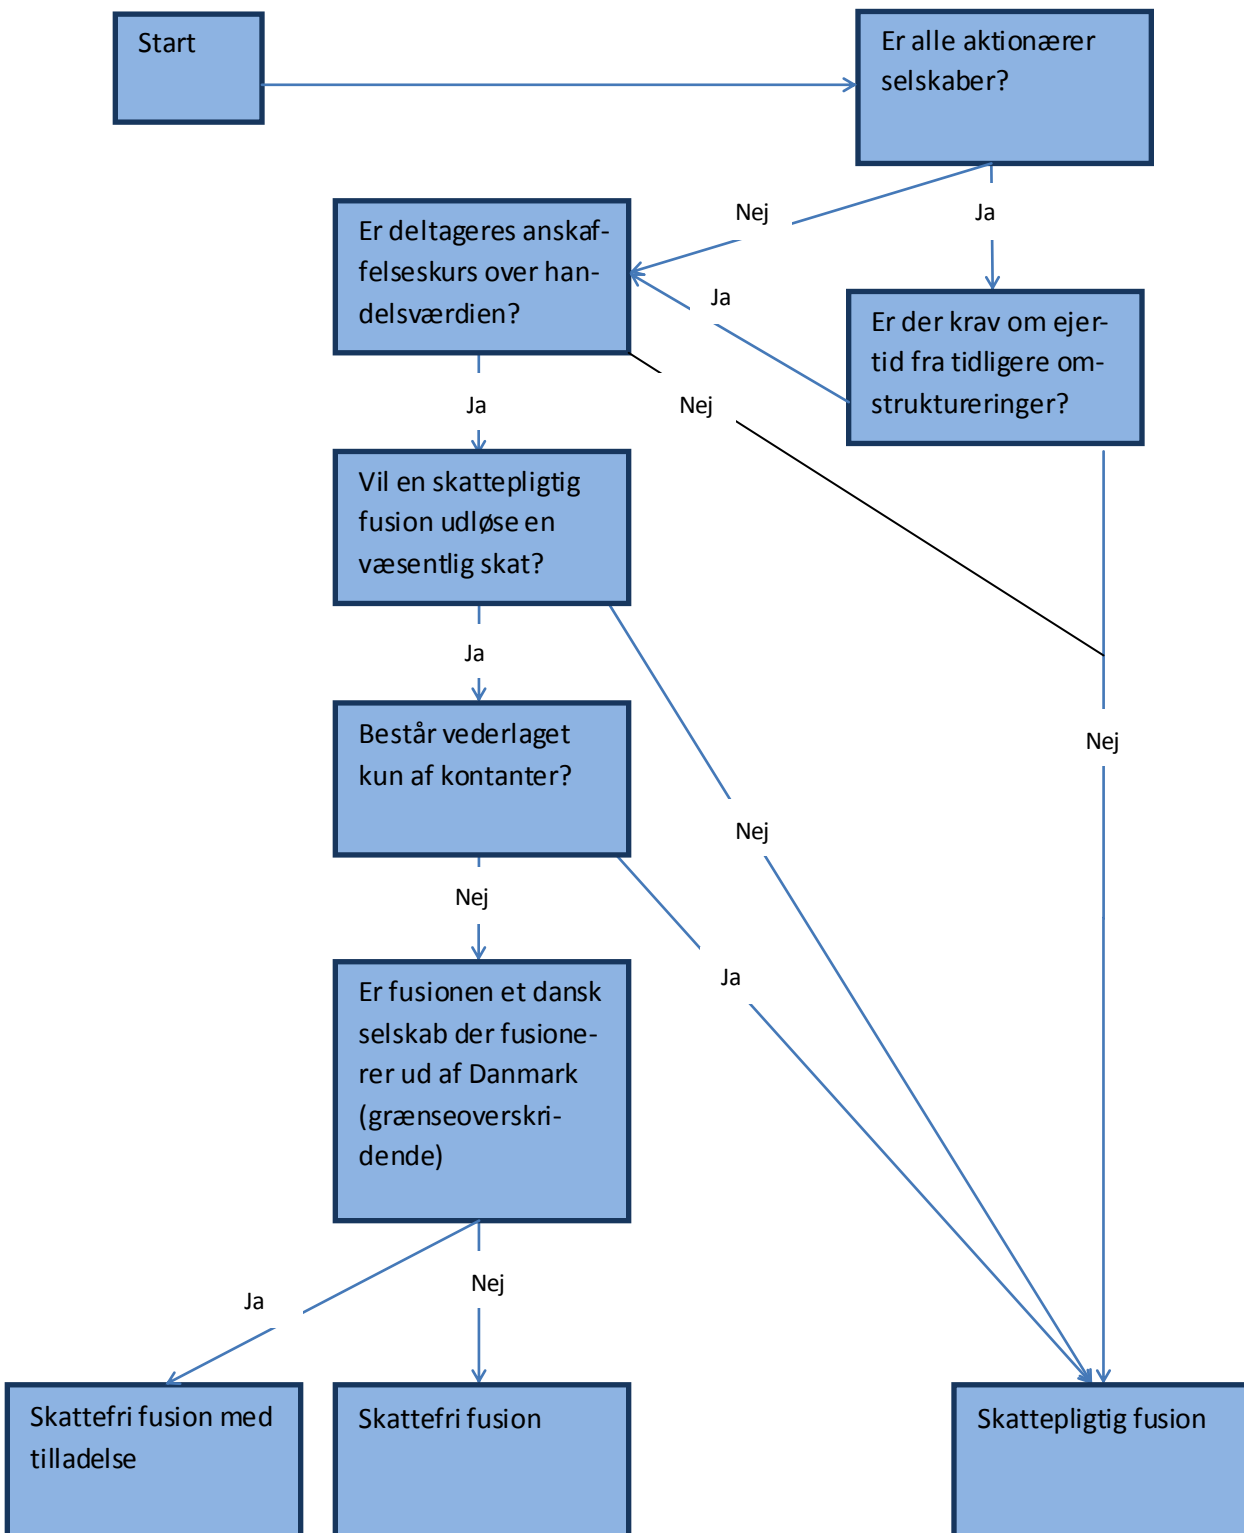 Start
Er alle aktionærer
selskaber?
Nej
Ja
Er deltageres anskaf-
felseskurs over han-
delsværdien?
Ja
Er der krav om ejer-
tid fra tidligere om-
struktureringer?
Ja
Nej
Vil en skattepligtig
fusion udløse en
væsentlig skat?
Ja
Består vederlaget
kun af kontanter?
Nej
Nej
Nej
Ja
Er fusionen et dansk
selskab der fusione-
rer ud af Danmark
(grænseoverskri-
dende)
Ja
Nej
Skattefri fusion med
tilladelse
Skattefri fusion
Skattepligtig fusion